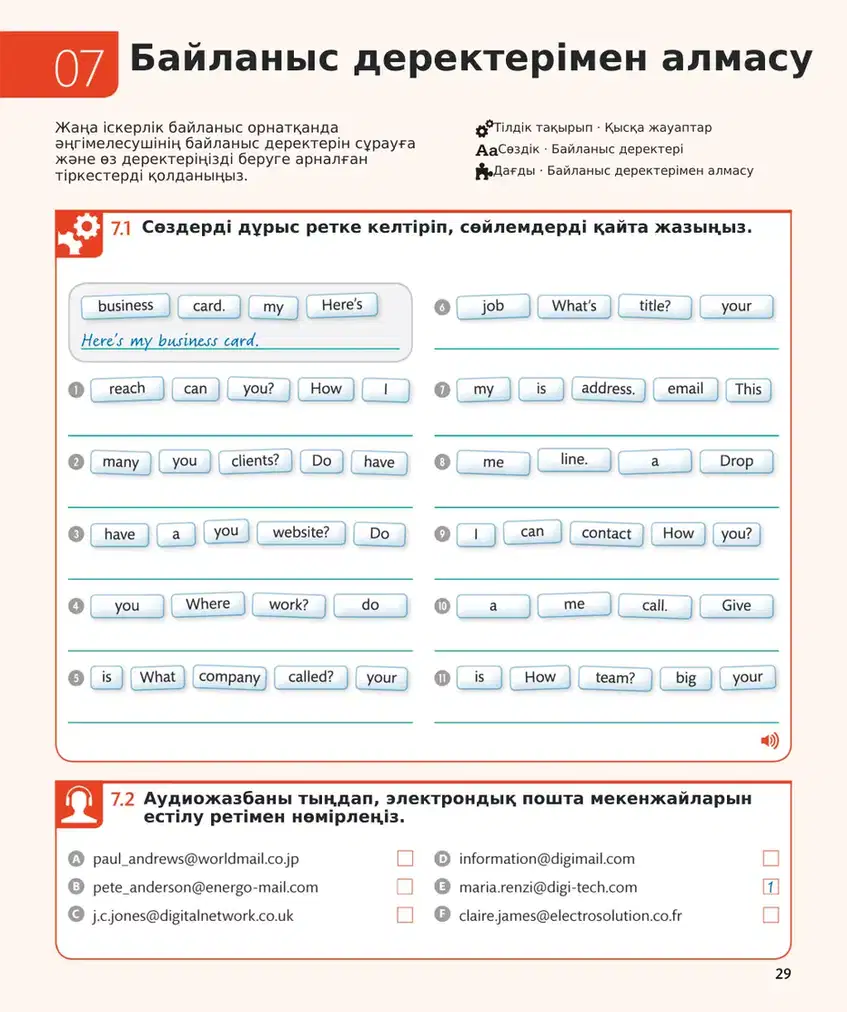 07 Байланыс деректерімен алмасу
Жаңа іскерлік байланыс орнатқанда
әңгімелесушінің байланыс деректерін сұрауға
және өз деректеріңізді беруге арналған
тіркестерді қолданыңыз.
Тілдік тақырып · Қысқа жауаптар
Aa Сөздік · Байланыс деректері
Дағды · Байланыс деректерімен алмасу
7.1 Сөздерді дұрыс ретке келтіріп, сөйлемдерді қайта жазыңыз.
business card. my Here's
Here's my business card.
1 reach can you? How I
2 many you clients? Do have
3 have a you website? Do
4 you Where work? do
5 is What company called? your
6 job What's title? your
7 my is address. email This
8 me line. a Drop
9 I can contact How you?
10 a me call. Give
11 is How team? big your
7.2 Аудиожазбаны тыңдап, электрондық пошта мекенжайларын
естілу ретімен нөмірлеңіз.
A paul_andrews@worldmail.co.jp
B pete_anderson@energo-mail.com
C j.c.jones@digitalnetwork.co.uk
D information@digimail.com
E maria.renzi@digi-tech.com 1
F claire.james@electrosolution.co.fr
29